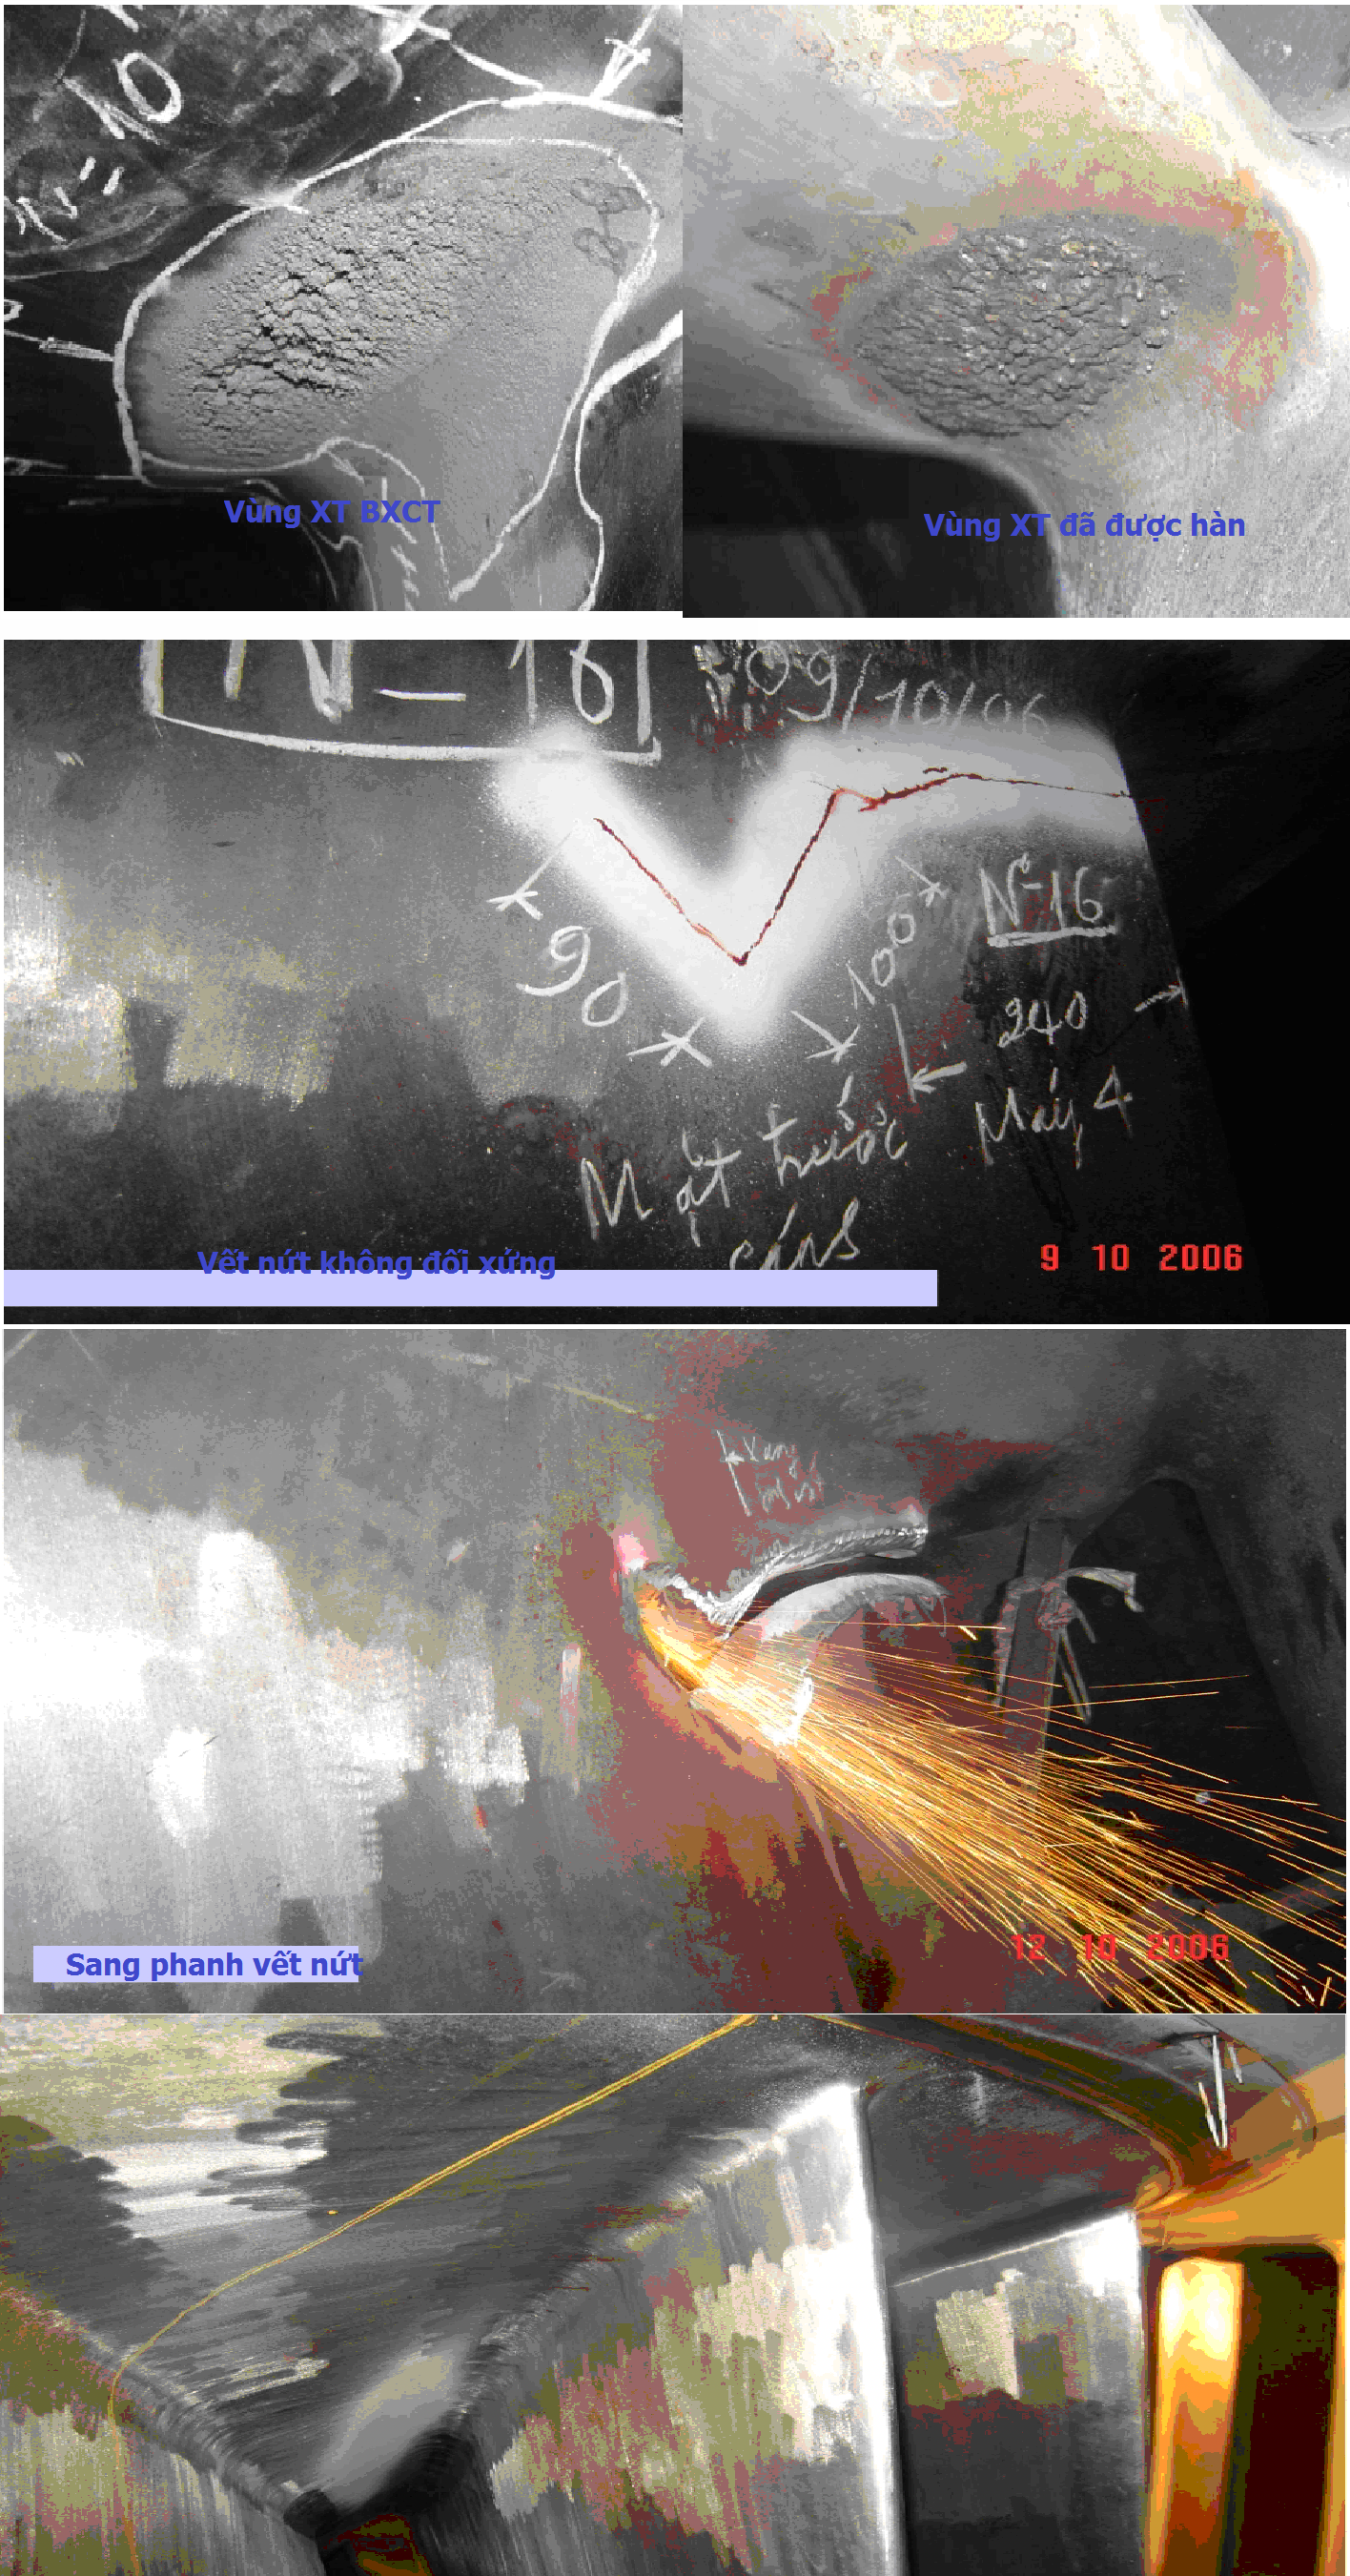 10
Vùng XT BXCT
Vùng XT đã được hàn
N-16
09/10/06
90
100
N-16
240
Máy 4
Mặt trước
cánh
Vết nứt không đối xứng
9 10 2006
Sang phanh vết nứt
12 10 2006